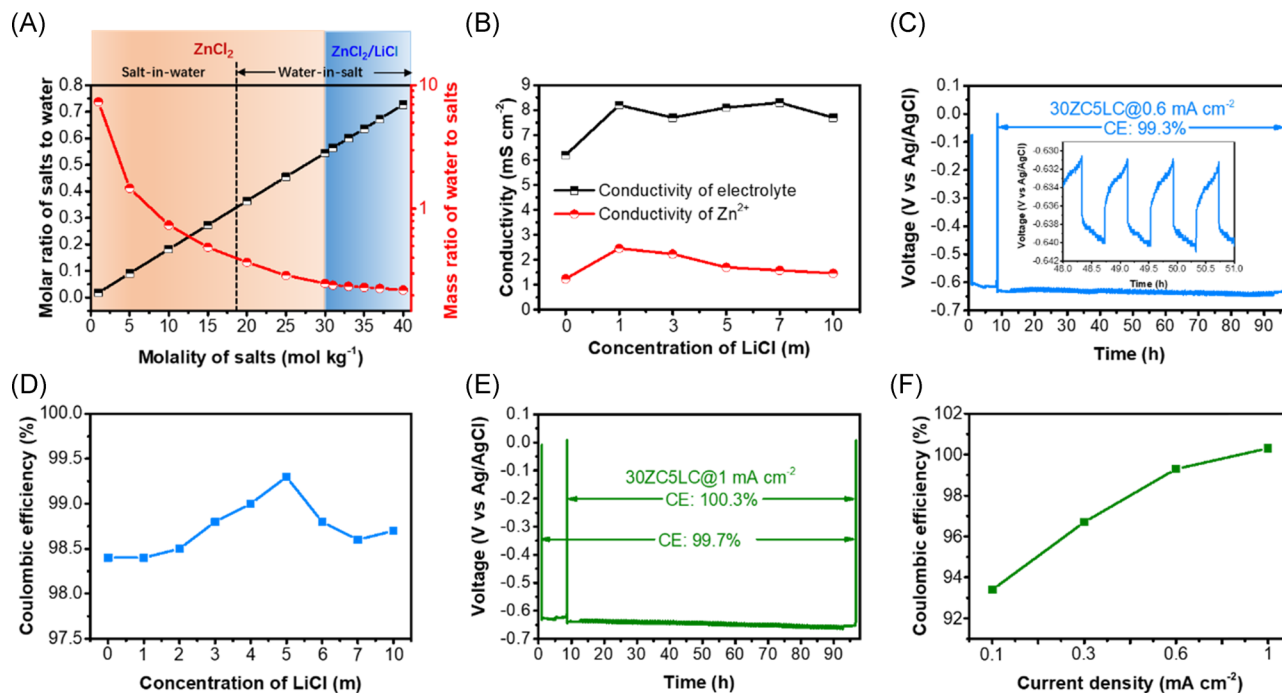 (A)
ZnCl2
ZnCl2/LiCl
Salt-in-water
Water-in-salt
Molar ratio of salts to water
0.8
0.7
0.6
0.5
0.4
0.3
0.2
0.1
0.0
10
1
Mass ratio of water to salts
0 5 10 15 20 25 30 35 40
Molality of salts (mol kg-1)
(B)
Conductivity (mS cm-2)
9
8
7
6
5
4
3
2
1
0
Conductivity of electrolyte
Conductivity of Zn2+
0 1 3 5 7 10
Concentration of LiCl (m)
(C)
Voltage (V vs Ag/AgCl)
0.1
0.0
-0.1
-0.2
-0.3
-0.4
-0.5
-0.6
-0.7
30ZC5LC@0.6 mA cm-2
CE: 99.3%
Voltage (V vs Ag/AgCl)
-0.630
-0.633
-0.636
-0.639
-0.642
48.0 48.5 49.0 49.5 50.0 50.5 51.0
Time (h)
0 10 20 30 40 50 60 70 80 90
Time (h)
(D)
Coulombic efficiency (%)
100.0
99.5
99.0
98.5
98.0
97.5
0 1 2 3 4 5 6 7 10
Concentration of LiCl (m)
(E)
Voltage (V vs Ag/AgCl)
0.1
0.0
-0.1
-0.2
-0.3
-0.4
-0.5
-0.6
-0.7
30ZC5LC@1 mA cm-2
CE: 100.3%
CE: 99.7%
0 10 20 30 40 50 60 70 80 90
Time (h)
(F)
Coulombic efficiency (%)
102
100
98
96
94
92
0.1 0.3 0.6 1
Current density (mA cm-2)